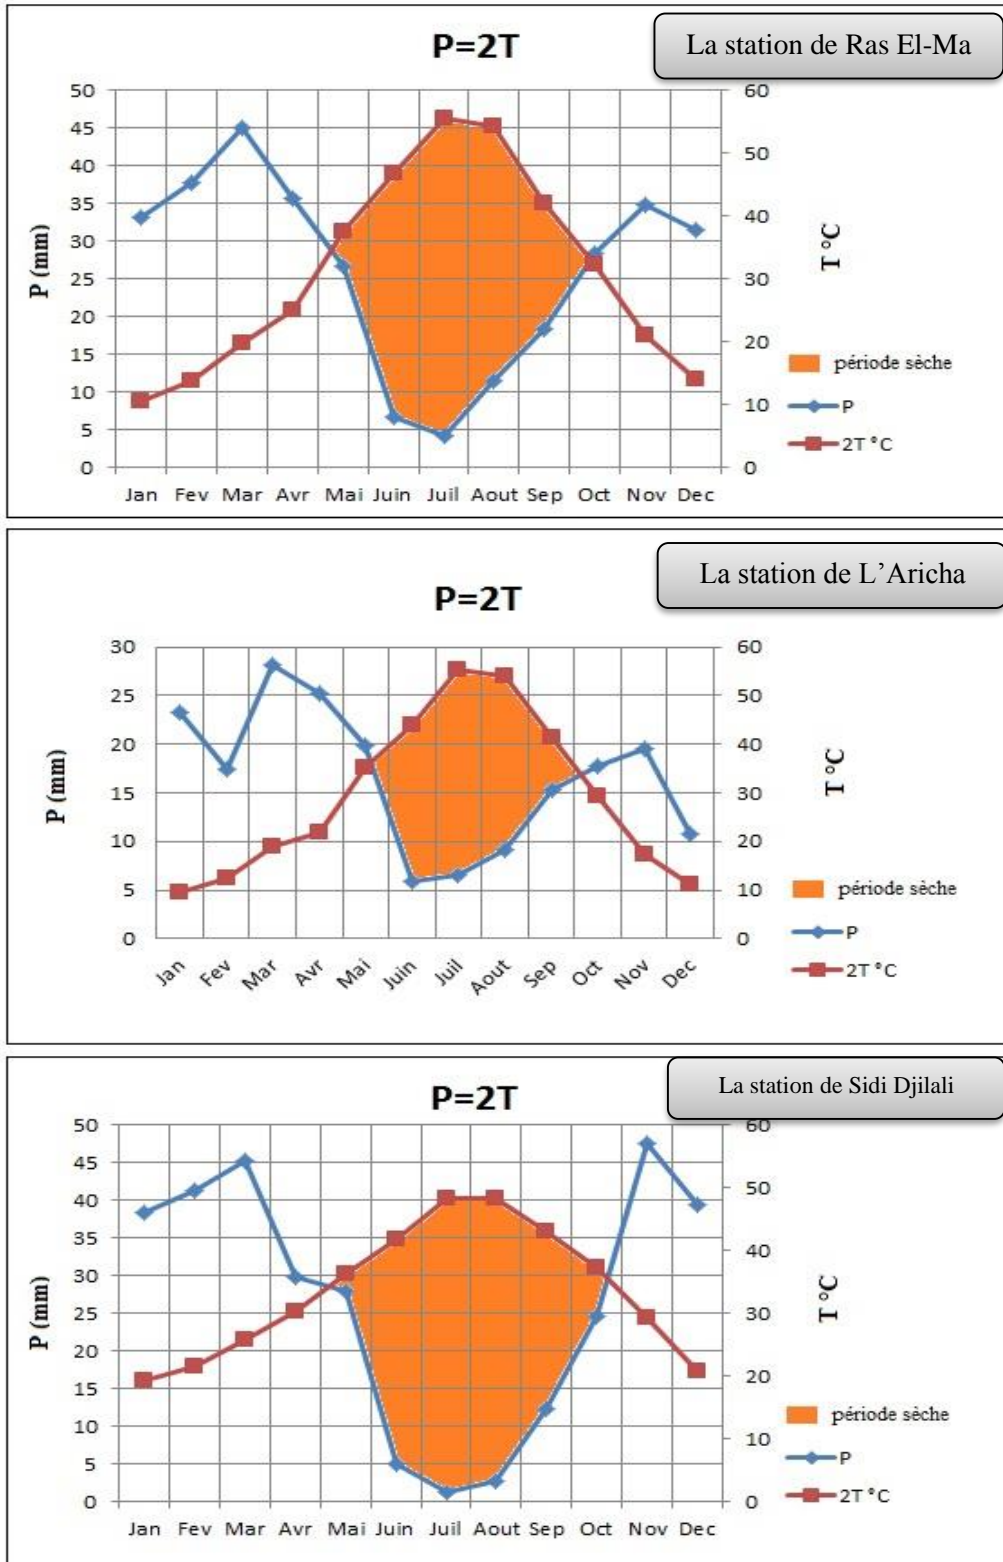 La station de Ras El-Ma
P=2T
50
45
40
35
30
25
20
15
10
5
0
P (mm)
60
50
40
30
20
10
0
T °C
Jan Fev Mar Avr Mai Juin Juil Aout Sep Oct Nov Dec
période sèche
P
2T °C
La station de L'Aricha
P=2T
30
25
20
15
10
5
0
P (mm)
60
50
40
30
20
10
0
T °C
Jan Fev Mar Avr Mai Juin Juil Aout Sep Oct Nov Dec
période sèche
P
2T °C
La station de Sidi Djilali
P=2T
50
45
40
35
30
25
20
15
10
5
0
P (mm)
60
50
40
30
20
10
0
T °C
Jan Fev Mar Avr Mai Juin Juil Aout Sep Oct Nov Dec
période sèche
P
2T °C